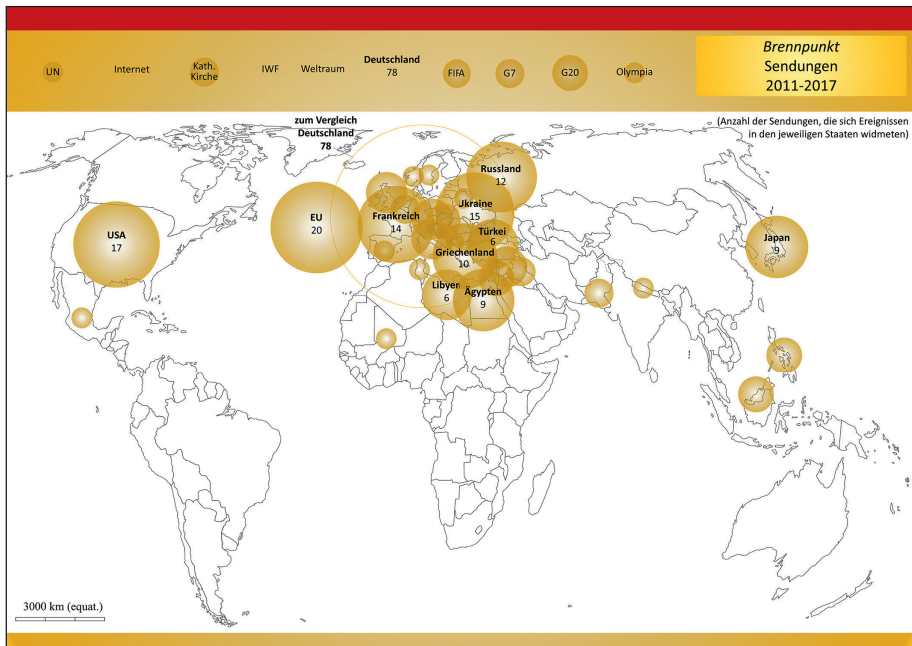 UN
Internet
Kath.
Kirche
IWF
Weltraum
Deutschland
78
FIFA
G7
G20
Olympia
Brennpunkt
Sendungen
2011-2017
(Anzahl der Sendungen, die sich Ereignissen
in den jeweiligen Staaten widmeten)
zum Vergleich
Deutschland
78
Russland
12
Ukraine
15
EU
20
Frankreich
14
USA
17
Türkei
6
Japan
9
Griechenland
10
Libyen
6
Ägypten
9
3000 km (equat.)